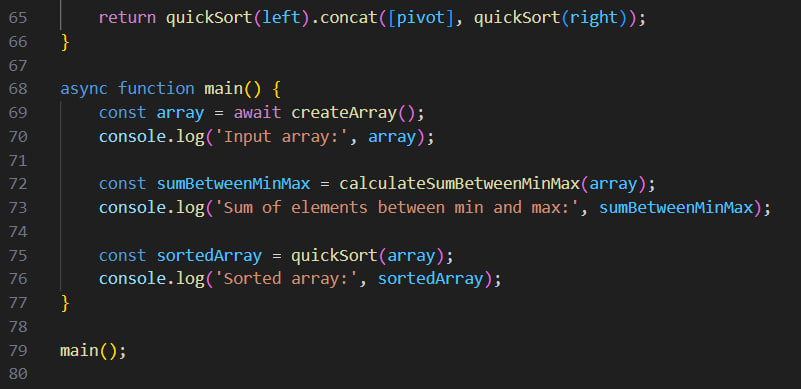 65 return quickSort(left).concat([pivot], quickSort(right));
66 }
67
68 async function main() {
69 const array = await createArray();
70 console.log('Input array:', array);
71
72 const sumBetweenMinMax = calculateSumBetweenMinMax(array);
73 console.log('Sum of elements between min and max:', sumBetweenMinMax);
74
75 const sortedArray = quickSort(array);
76 console.log('Sorted array:', sortedArray);
77 }
78
79 main();
80